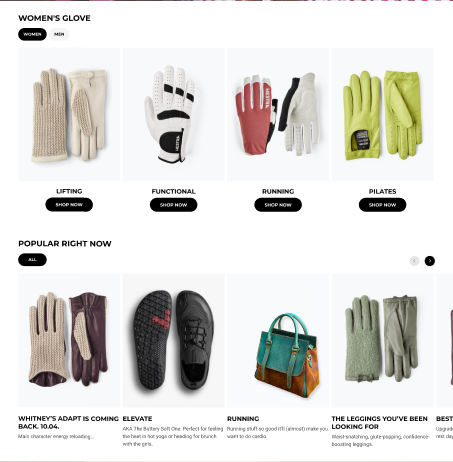 WOMEN'S GLOVE
WOMEN MEN
LIFTING
SHOP NOW
FUNCTIONAL
SHOP NOW
RUNNING
SHOP NOW
PILATES
SHOP NOW
POPULAR RIGHT NOW
ALL
WHITNEY'S ADAPT IS COMING
BACK. 10.04.
Main character energy reloading...
ELEVATE
AKA The Battery Soft One. Perfect for feeling
the heat in hot yoga or heading for brunch
with the girls.
RUNNING
Running stuff so good it'll (almost) make you
want to do cardio.
THE LEGGINGS YOU'VE BEEN
LOOKING FOR
Waist-snatching, glute-popping, confidence-
boosting leggings.
BEST
Upgrade
rest day